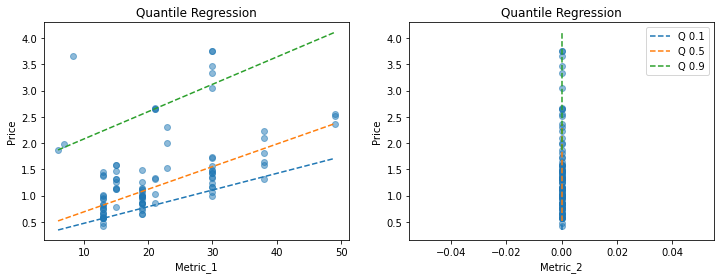 Quantile Regression
Price
4.0
3.5
3.0
2.5
2.0
1.5
1.0
0.5
10
20
30
40
50
Metric_1
Quantile Regression
Q 0.1
Q 0.5
Q 0.9
Price
4.0
3.5
3.0
2.5
2.0
1.5
1.0
0.5
−0.04
−0.02
0.00
0.02
0.04
Metric_2